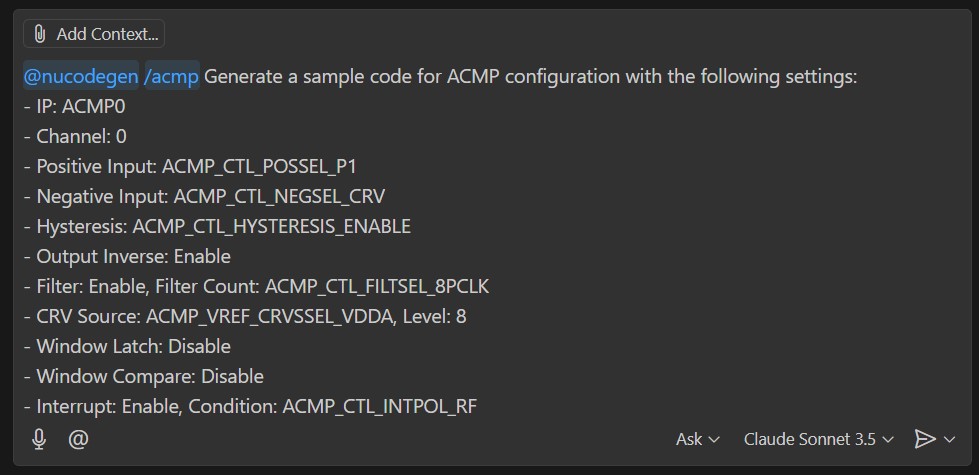 Add Context...
@nucodegen /acmp Generate a sample code for ACMP configuration with the following settings:
- IP: ACMP0
- Channel: 0
- Positive Input: ACMP_CTL_POSSEL_P1
- Negative Input: ACMP_CTL_NEGSEL_CRV
- Hysteresis: ACMP_CTL_HYSTERESIS_ENABLE
- Output Inverse: Enable
- Filter: Enable, Filter Count: ACMP_CTL_FILTSEL_8PCLK
- CRV Source: ACMP_VREF_CRVSSEL_VDDA, Level: 8
- Window Latch: Disable
- Window Compare: Disable
- Interrupt: Enable, Condition: ACMP_CTL_INTPOL_RF
@ Ask Claude Sonnet 3.5